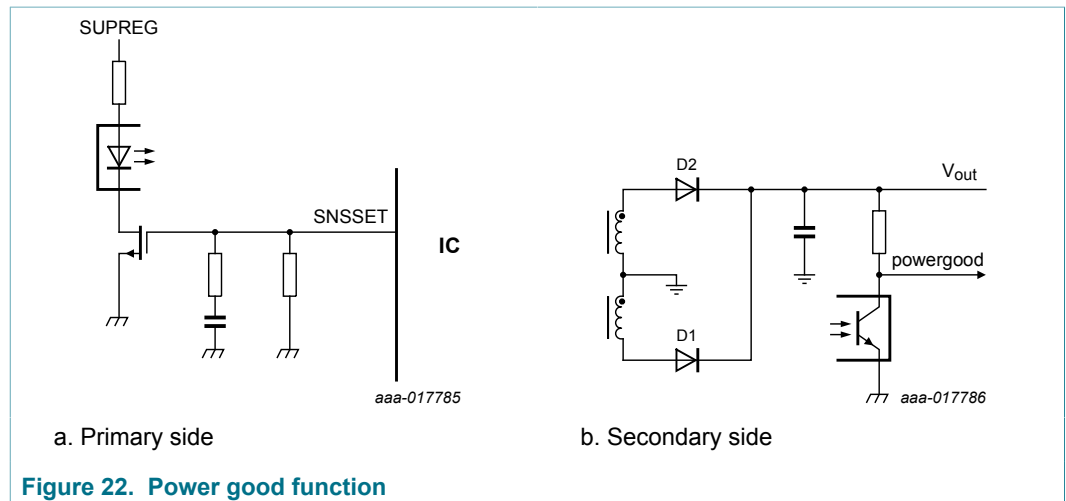 SUPREG
SNSSET
IC
aaa-017785
a. Primary side
D2
Vout
powergood
D1
aaa-017786
b. Secondary side
Figure 22. Power good function